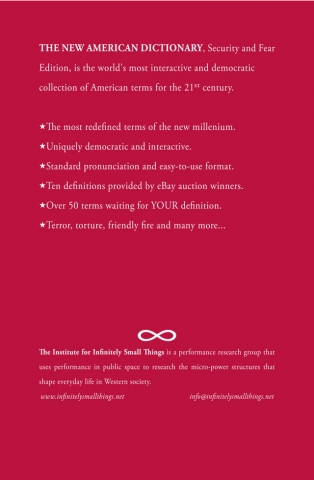 THE NEW AMERICAN DICTIONARY, Security and Fear
Edition, is the world's most interactive and democratic
collection of American terms for the 21st century.
★The most redefined terms of the new millenium.
★Uniquely democratic and interactive.
★Standard pronunciation and easy-to-use format.
★Ten definitions provided by eBay auction winners.
★Over 50 terms waiting for YOUR definition.
★Terror, torture, friendly fire and many more...
The Institute for Infinitely Small Things is a performance research group that
uses performance in public space to research the micro-power structures that
shape everyday life in Western society.
www.infinitelysmallthings.net info@infinitelysmallthings.net